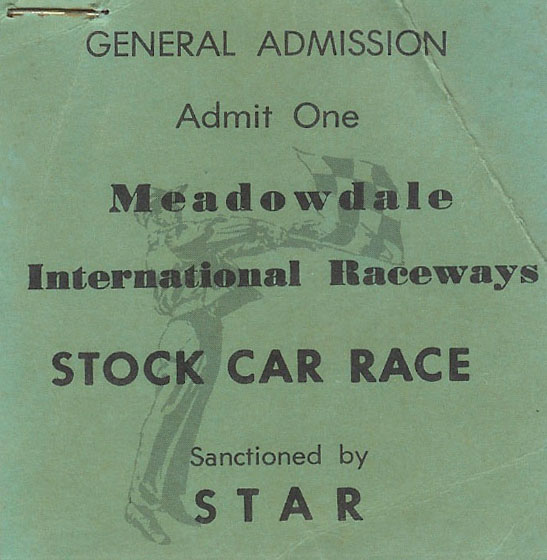 GENERAL ADMISSION
Admit One
Meadowdale
International Raceways
STOCK CAR RACE
Sanctioned by
STAR